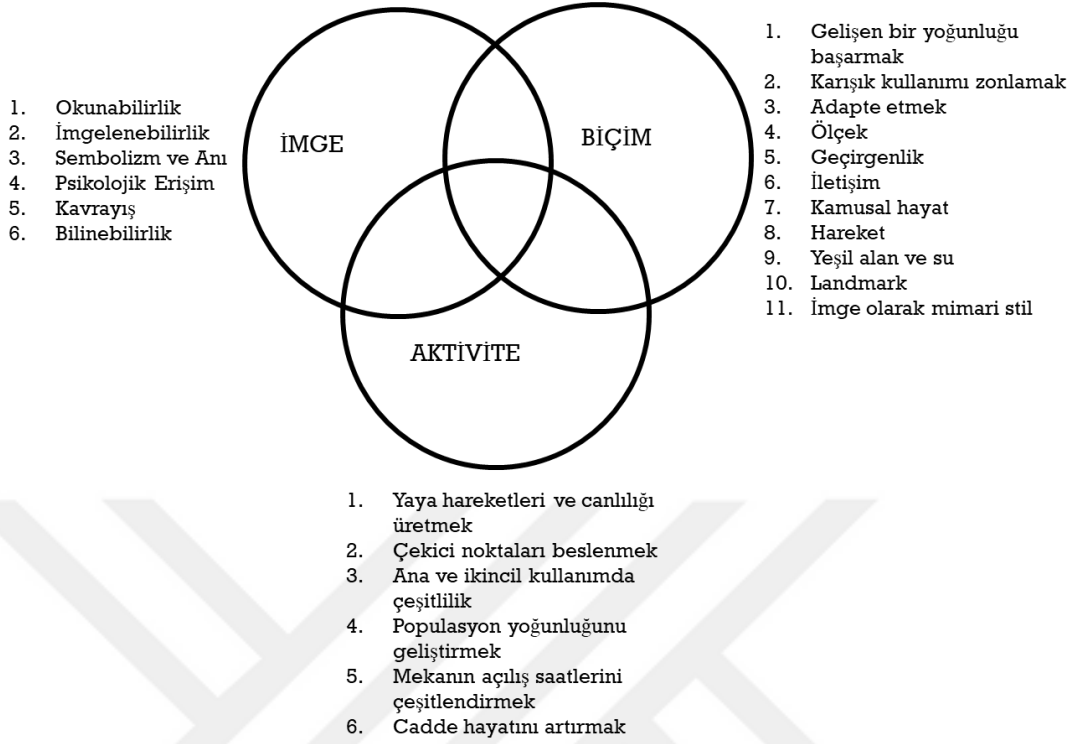 İMGE
1. Okunabilirlik
2. İmgelenebilirlik
3. Sembolizm ve Anı
4. Psikolojik Erişim
5. Kavrayış
6. Bilinebilirlik
BİÇİM
1. Gelişen bir yoğunluğu
başarmak
2. Karışık kullanımı zonlamak
3. Adapte etmek
4. Ölçek
5. Geçirgenlik
6. İletişim
7. Kamusal hayat
8. Hareket
9. Yeşil alan ve su
10. Landmark
11. İmge olarak mimari stil
AKTİVİTE
1. Yaya hareketleri ve canlılığı
üretmek
2. Çekici noktaları beslenmek
3. Ana ve ikincil kullanımda
çeşitlilik
4. Populasyon yoğunluğunu
geliştirmek
5. Mekanın açılış saatlerini
çeşitlendirmek
6. Cadde hayatını artırmak